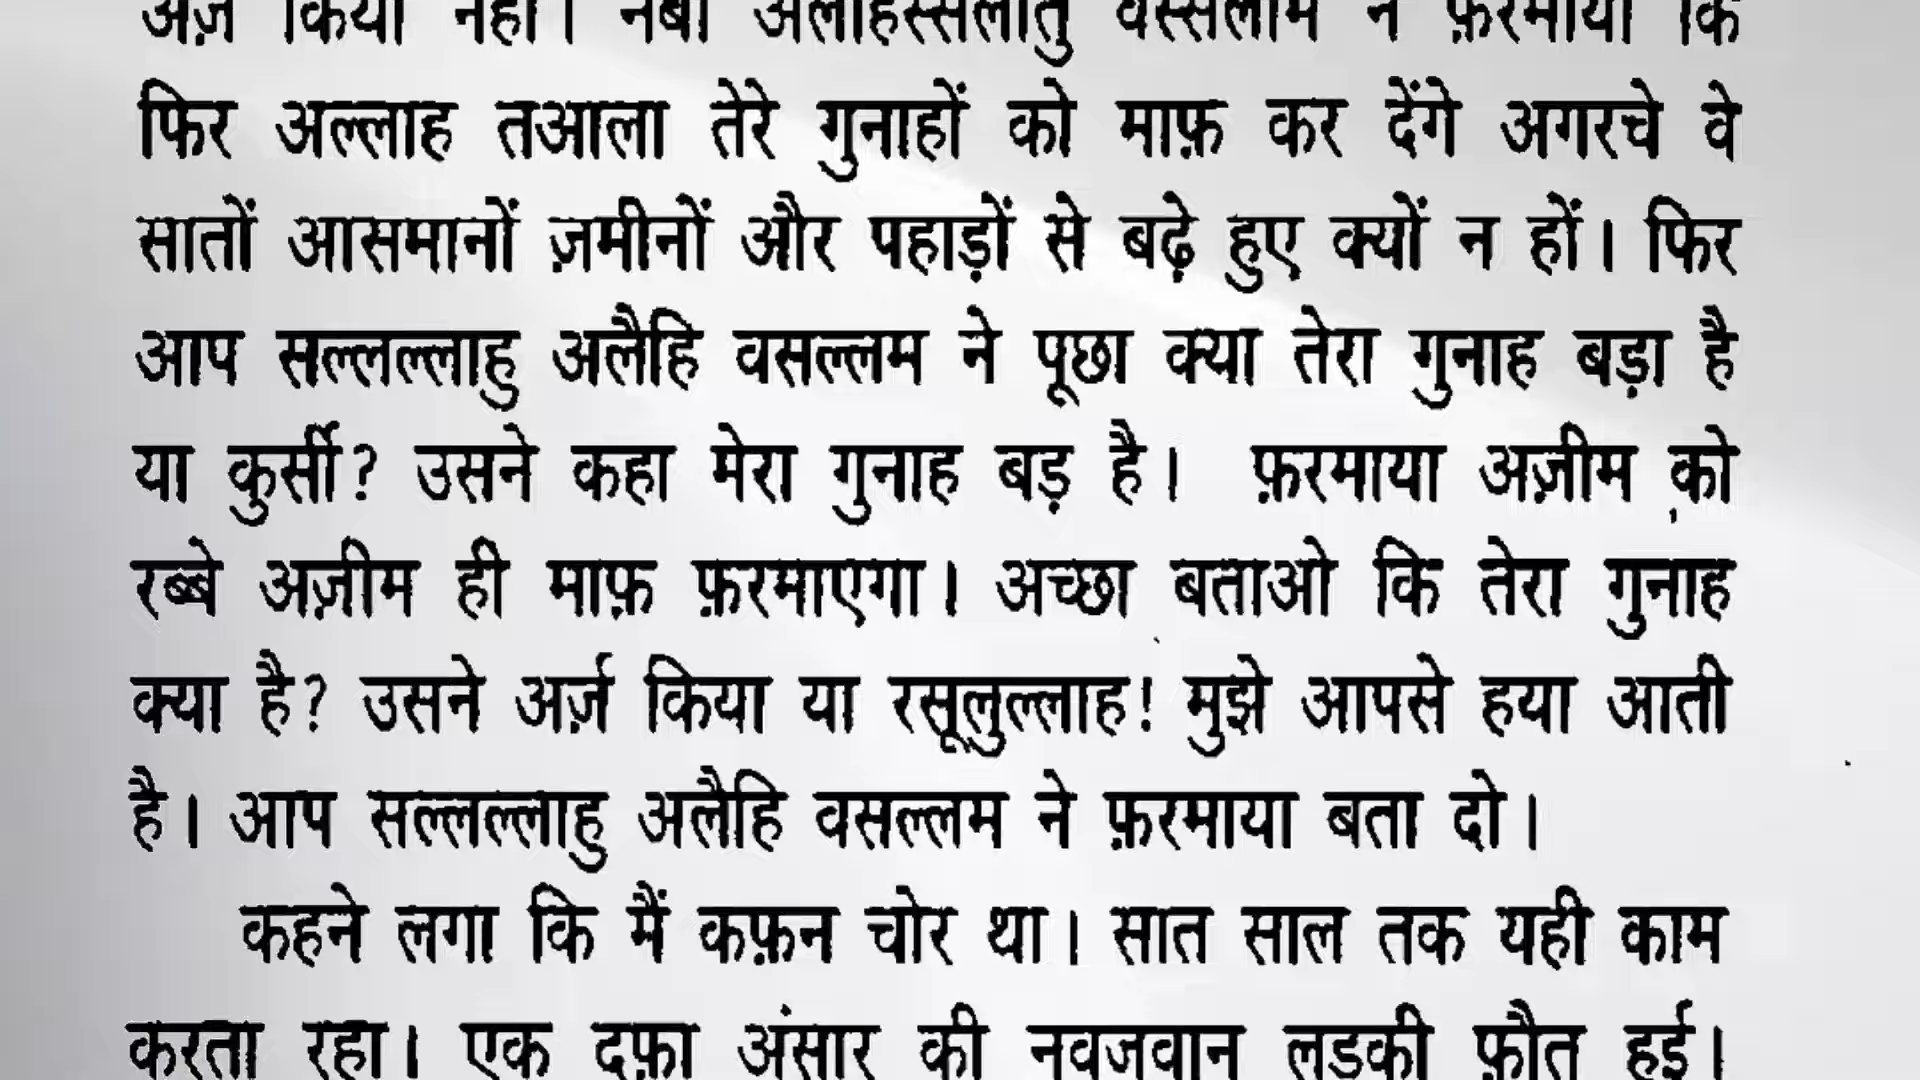 अर्ज़ किया नहीं। नबी अलैहिस्सलातु वस्सलाम ने फ़रमाया कि
फिर अल्लाह तआला तेरे गुनाहों को माफ़ कर देंगे अगरचे वे
सातों आसमानों ज़मीनों और पहाड़ों से बढ़े हुए क्यों न हों। फिर
आप सल्लल्लाहु अलैहि वसल्लम ने पूछा क्या तेरा गुनाह बड़ा है
या कुर्सी? उसने कहा मेरा गुनाह बड़ है। फ़रमाया अज़ीम को
रब्बे अज़ीम ही माफ़ फ़रमाएगा। अच्छा बताओ कि तेरा गुनाह
क्या है? उसने अर्ज़ किया या रसूलुल्लाह! मुझे आपसे हया आती
है। आप सल्लल्लाहु अलैहि वसल्लम ने फ़रमाया बता दो।
कहने लगा कि मैं कफ़न चोर था। सात साल तक यही काम
करता रहा। एक दफ़ा अंसार की नवजवान लड़की फ़ौत हुई।